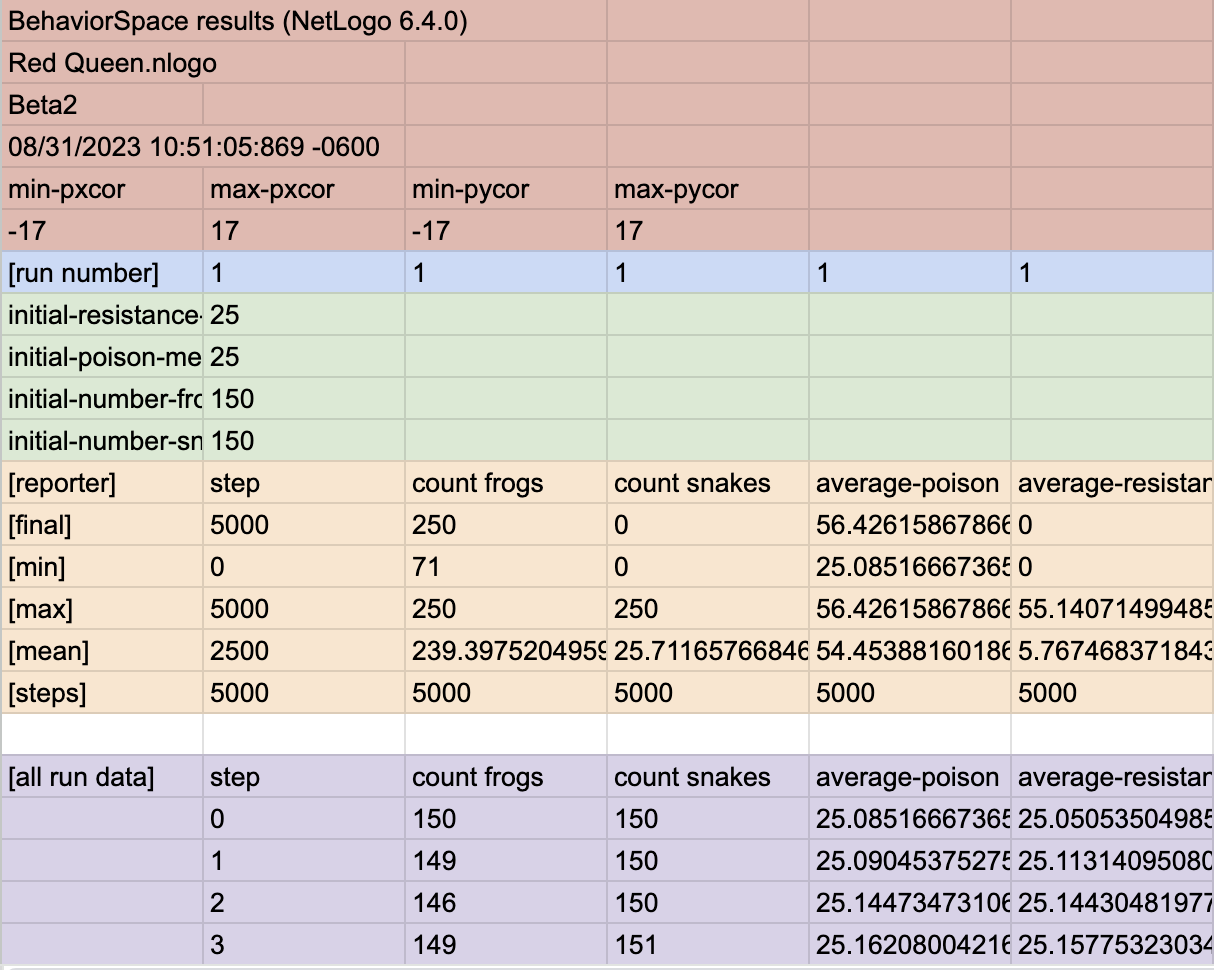 BehaviorSpace results (NetLogo 6.4.0)
Red Queen.nlogo
Beta2
08/31/2023 10:51:05:869 -0600
min-pxcor max-pxcor min-pycor max-pycor
-17 17 -17 17
[run number] 1 1 1 1 1
initial-resistance- 25
initial-poison-me 25
initial-number-fro 150
initial-number-sn 150
[reporter] step count frogs count snakes average-poison average-resistar
[final] 5000 250 0 56.42615867866 0
[min] 0 71 0 25.08516667365 0
[max] 5000 250 250 56.42615867866 55.14071499485
[mean] 2500 239.3975204959 25.71165766846 54.45388160186 5.767468371843
[steps] 5000 5000 5000 5000 5000
[all run data] step count frogs count snakes average-poison average-resistar
0 150 150 25.08516667365 25.05053504985
1 149 150 25.09045375275 25.11314095080
2 146 150 25.14473473106 25.14430481977
3 149 151 25.16208004216 25.15775323034